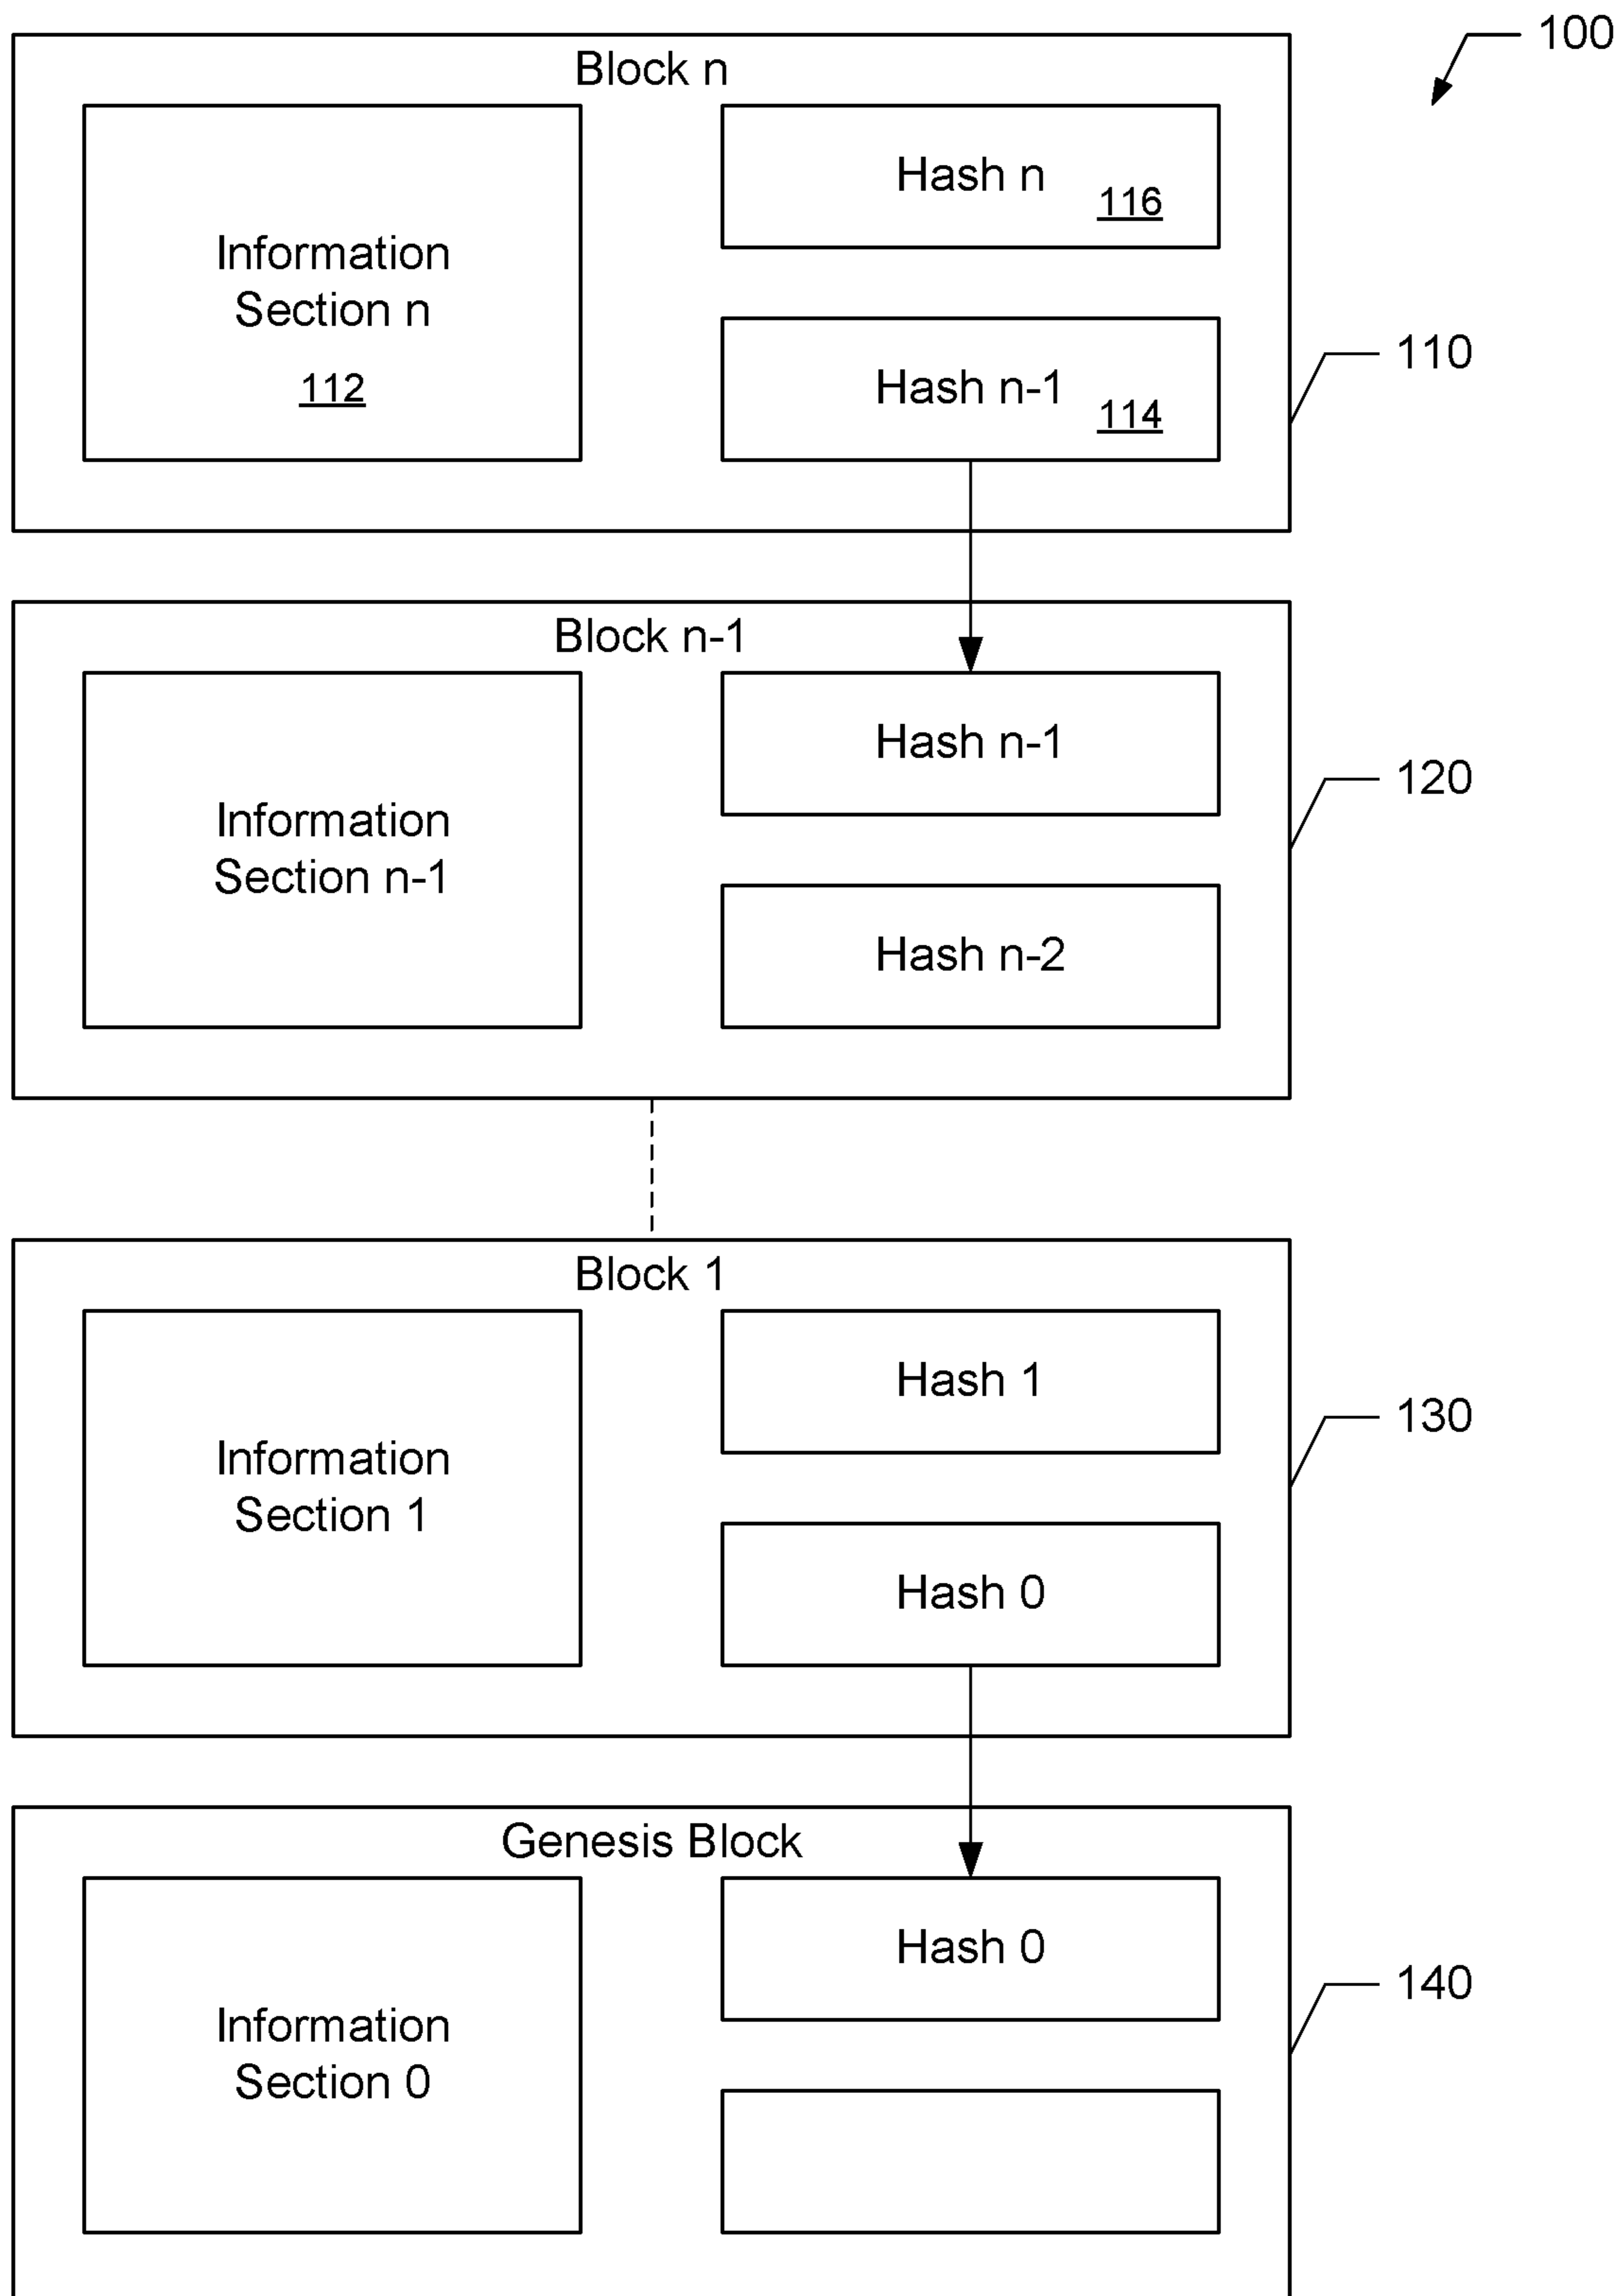 100
Block n
Information
Section n
112
Hash n
116
Hash n-1
114
110
Block n-1
Information
Section n-1
Hash n-1
Hash n-2
120
Block 1
Information
Section 1
Hash 1
Hash 0
130
Genesis Block
Information
Section 0
Hash 0
140